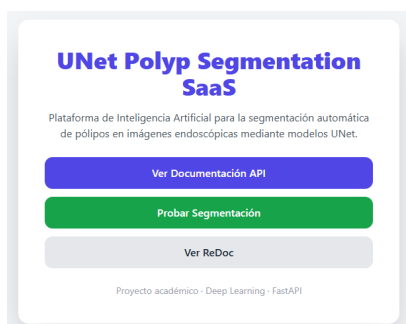 UNet Polyp Segmentation
SaaS
Plataforma de Inteligencia Artificial para la segmentación automática
de pólipos en imágenes endoscópicas mediante modelos UNet.
Ver Documentación API
Probar Segmentación
Ver ReDoc
Proyecto académico · Deep Learning · FastAPI